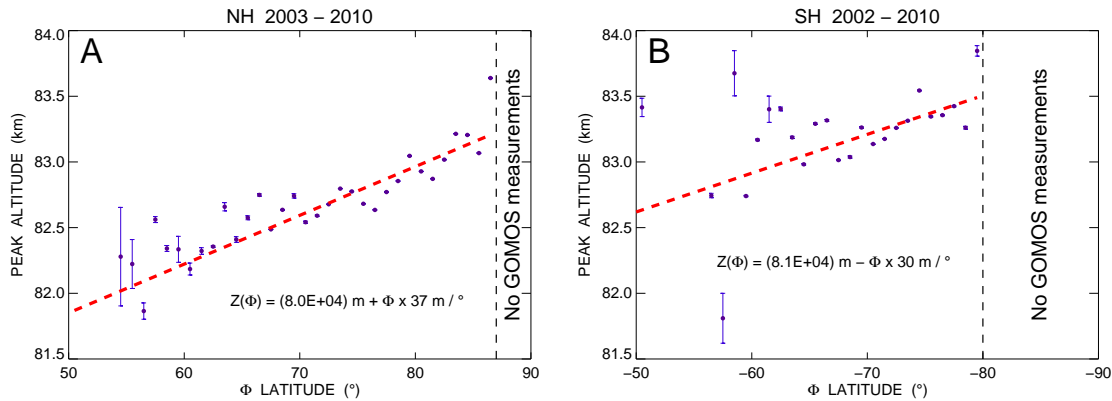 NH 2003 – 2010
A
84.0
83.5
83.0
82.5
82.0
81.5
PEAK ALTITUDE (km)
Z(Φ) = (8.0E+04) m + Φ x 37 m / °
No GOMOS measurements
50 60 70 80 90
Φ LATITUDE (°)
SH 2002 – 2010
B
84.0
83.5
83.0
82.5
82.0
81.5
PEAK ALTITUDE (km)
Z(Φ) = (8.1E+04) m – Φ x 30 m / °
No GOMOS measurements
−50 −60 −70 −80 −90
Φ LATITUDE (°)